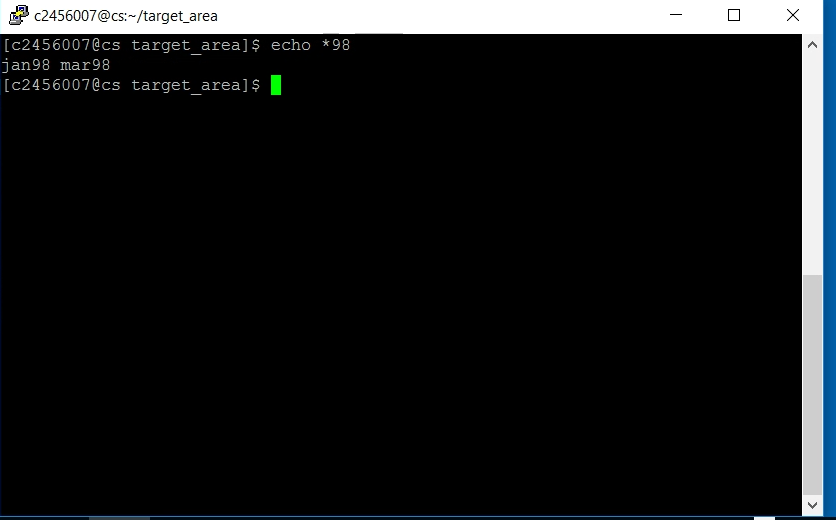 c2456007@cs:~/target_area
[c2456007@cs target_area]$ echo *98
jan98 mar98
[c2456007@cs target_area]$